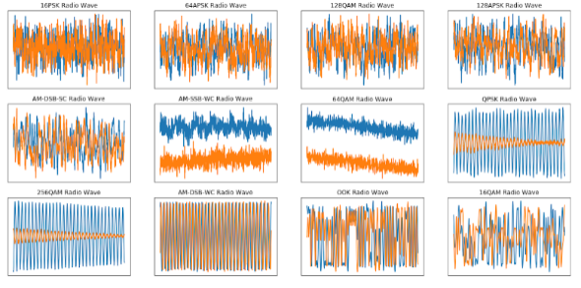 16PSK Radio Wave
64APSK Radio Wave
128QAM Radio Wave
128APSK Radio Wave
AM-DSB-SC Radio Wave
AM-SSB-WC Radio Wave
64QAM Radio Wave
QPSK Radio Wave
256QAM Radio Wave
AM-DSB-WC Radio Wave
OOK Radio Wave
16QAM Radio Wave